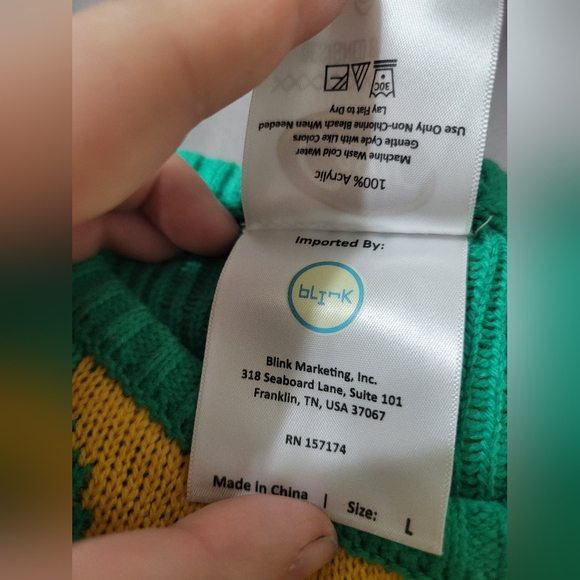 100% Acrylic
Machine Wash Cold Water
Gentle Cycle with Like Colors
Use Only Non-Chlorine Bleach When Needed
Lay Flat to Dry
30C
Imported By:
bLInK
Blink Marketing, Inc.
318 Seaboard Lane, Suite 101
Franklin, TN, USA 37067
RN 157174
Made in China | Size: L